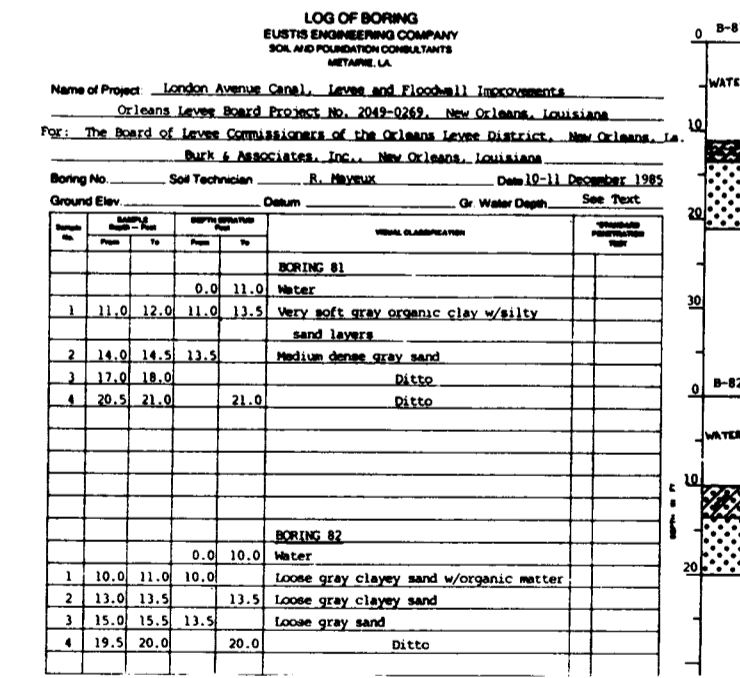 LOG OF BORING
EUSTIS ENGINEERING COMPANY
SOIL AND FOUNDATION CONSULTANTS
METAIRIE, LA.
Name of Project: London Avenue Canal, Levee and Floodwall Improvements
Orleans Levee Board Project No. 2049-0269, New Orleans, Louisiana
For: The Board of Levee Commissioners of the Orleans Levee District, New Orleans, La.
Burk & Associates, Inc., New Orleans, Louisiana
Boring No. Soil Technician R. Mayeux Date 10-11 December 1985
Ground Elev. Datum Gr. Water Depth See Text
Sample No. SAMPLE Depth — Feet From To DEPTH STRATUM Feet From To VISUAL CLASSIFICATION *STANDARD PENETRATION TEST
BORING 81
0.0 11.0 Water
1 11.0 12.0 11.0 13.5 Very soft gray organic clay w/silty
sand layers
2 14.0 14.5 13.5 Medium dense gray sand
3 17.0 18.0 Ditto
4 20.5 21.0 21.0 Ditto
BORING 82
0.0 10.0 Water
1 10.0 11.0 10.0 Loose gray clayey sand w/organic matter
2 13.0 13.5 13.5 Loose gray clayey sand
3 15.0 15.5 13.5 Loose gray sand
4 19.5 20.0 20.0 Ditto
0 B-8
WATE
10
20
30
0 B-82
WATER
10
20